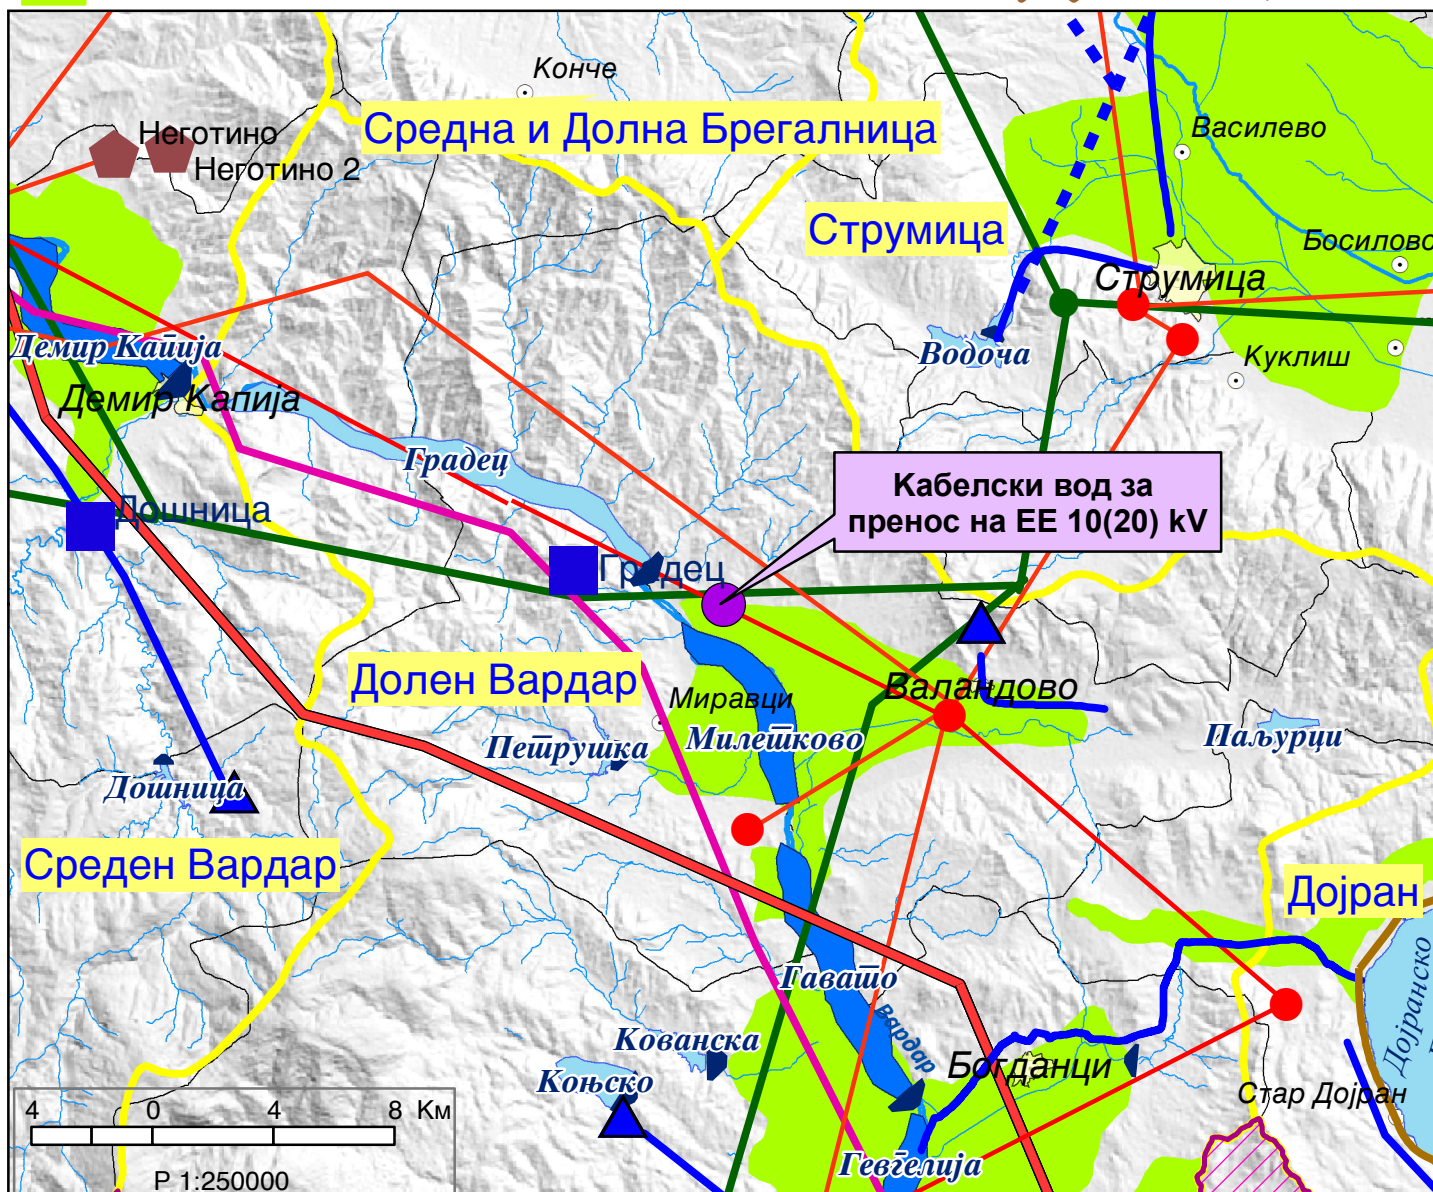 Конче
Средна и Долна Брегалница
Василево
Неготино
Неготино 2
Струмица
Босилово
Струмица
Демир Каūија
Водоча
Куклиш
Демир Капија
Градец
Кабелски вод за
пренос на ЕЕ 10(20) kV
Дошница
Градец
Долен Вардар
Валандово
Миравци
Паљурци
Петрушка
Милетково
Дошница
Среден Вардар
Дојран
Гавато
Вардар
Дојранско
Кованска
Богданци
Коњско
Стар Дојран
4 0 4 8 Км
Гевгелија
Р 1:250000